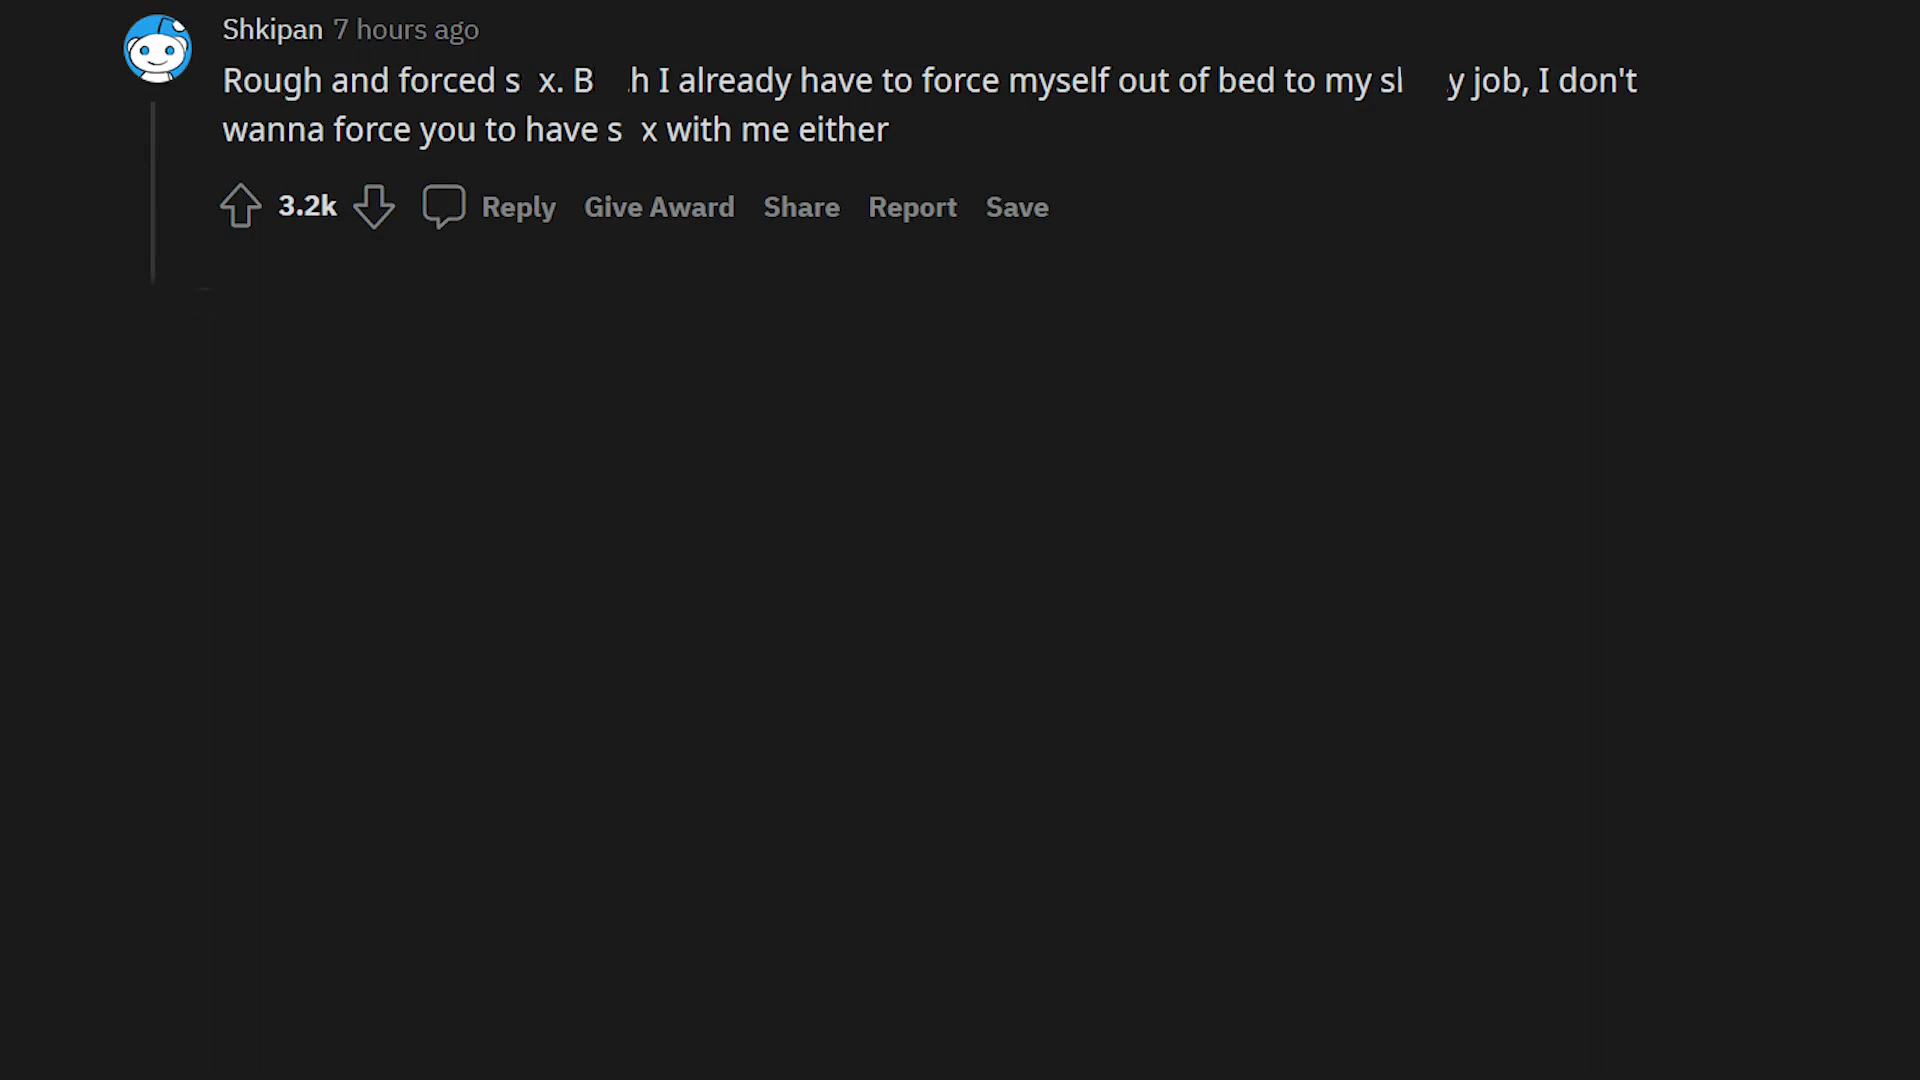 Shkipan 7 hours ago
Rough and forced s x. B h I already have to force myself out of bed to my sh y job, I don't
wanna force you to have s x with me either
3.2k Reply Give Award Share Report Save